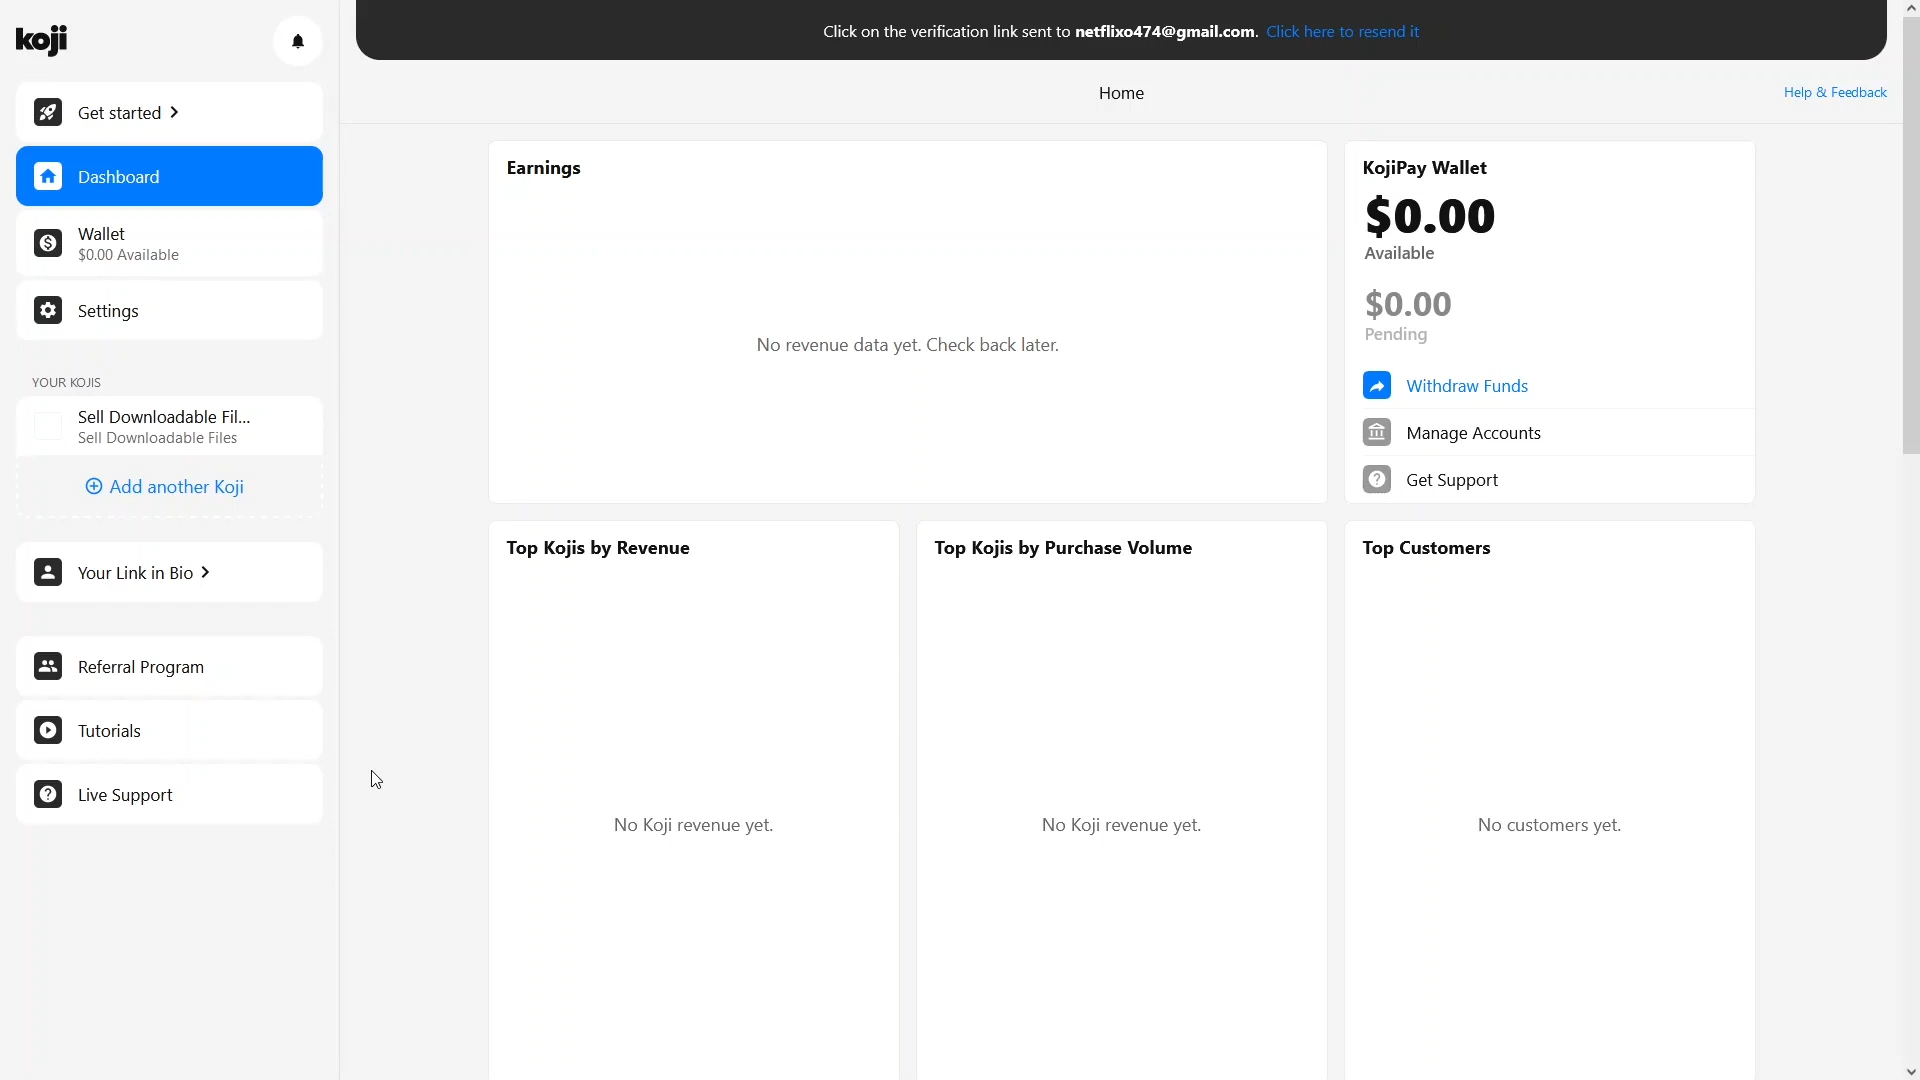 koji
Click on the verification link sent to netflixo474@gmail.com. Click here to resend it
Home
Help & Feedback
Get started
Dashboard
Wallet
$0.00 Available
Settings
YOUR KOJIS
Sell Downloadable Fil...
Sell Downloadable Files
Add another Koji
Your Link in Bio
Referral Program
Tutorials
Live Support
Earnings
No revenue data yet. Check back later.
KojiPay Wallet
$0.00
Available
$0.00
Pending
Withdraw Funds
Manage Accounts
Get Support
Top Kojis by Revenue
No Koji revenue yet.
Top Kojis by Purchase Volume
No Koji revenue yet.
Top Customers
No customers yet.